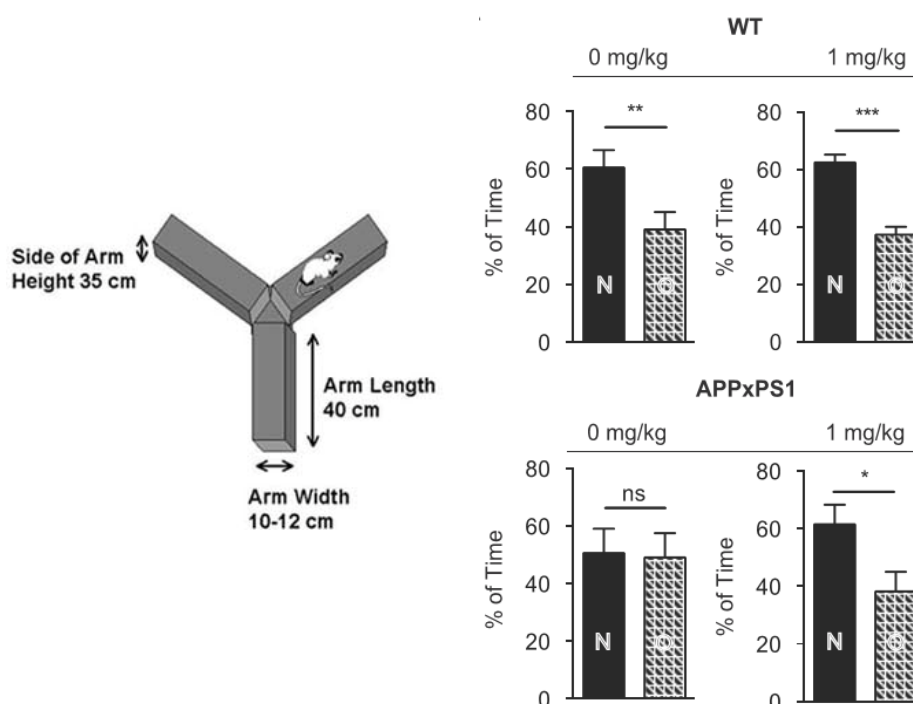 Side of Arm
Height 35 cm
Arm Length
40 cm
Arm Width
10-12 cm
WT
0 mg/kg
1 mg/kg
% of Time
80
60
40
20
0
**
N
O
% of Time
80
60
40
20
0
***
N
O
APPxPS1
0 mg/kg
1 mg/kg
% of Time
80
60
40
20
0
ns
N
O
% of Time
80
60
40
20
0
*
N
O